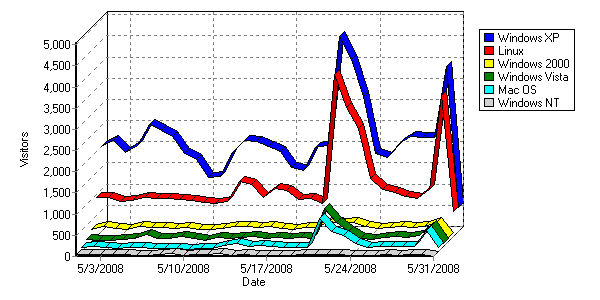 5,000
4,500
4,000
3,500
3,000
2,500
2,000
1,500
1,000
500
0
Visitors
5/3/2008 5/10/2008 5/17/2008 5/24/2008 5/31/2008
Date
Windows XP
Linux
Windows 2000
Windows Vista
Mac OS
Windows NT